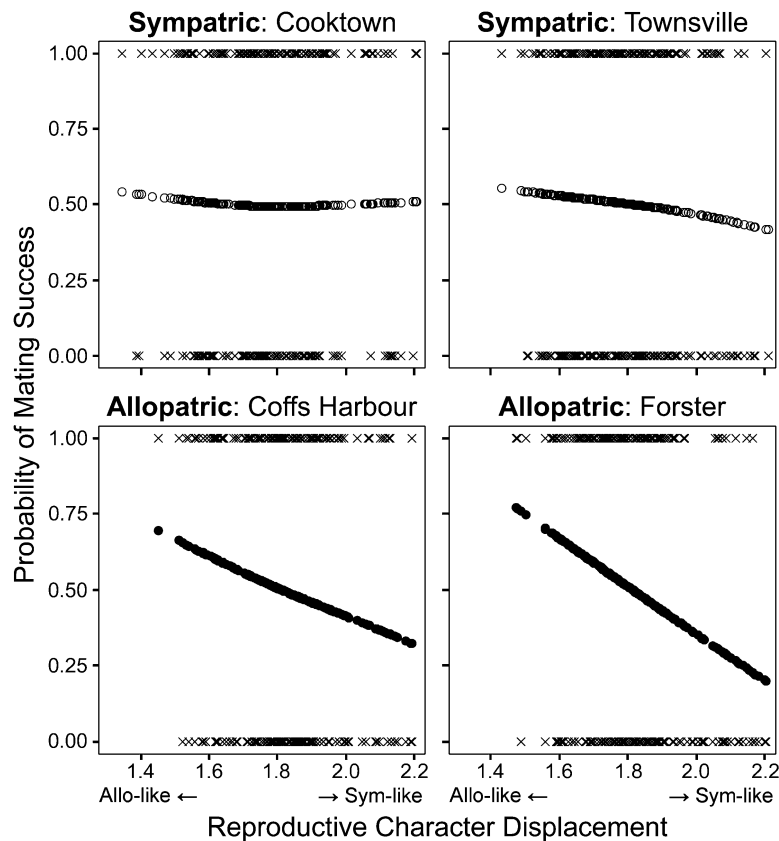 Sympatric: Cooktown
Sympatric: Townsville
1.00
0.75
0.50
0.25
0.00
Allopatric: Coffs Harbour
Allopatric: Forster
1.00
0.75
0.50
0.25
0.00
1.4 1.6 1.8 2.0 2.2
1.4 1.6 1.8 2.0 2.2
Allo-like ← → Sym-like
Allo-like ← → Sym-like
Reproductive Character Displacement
Probability of Mating Success